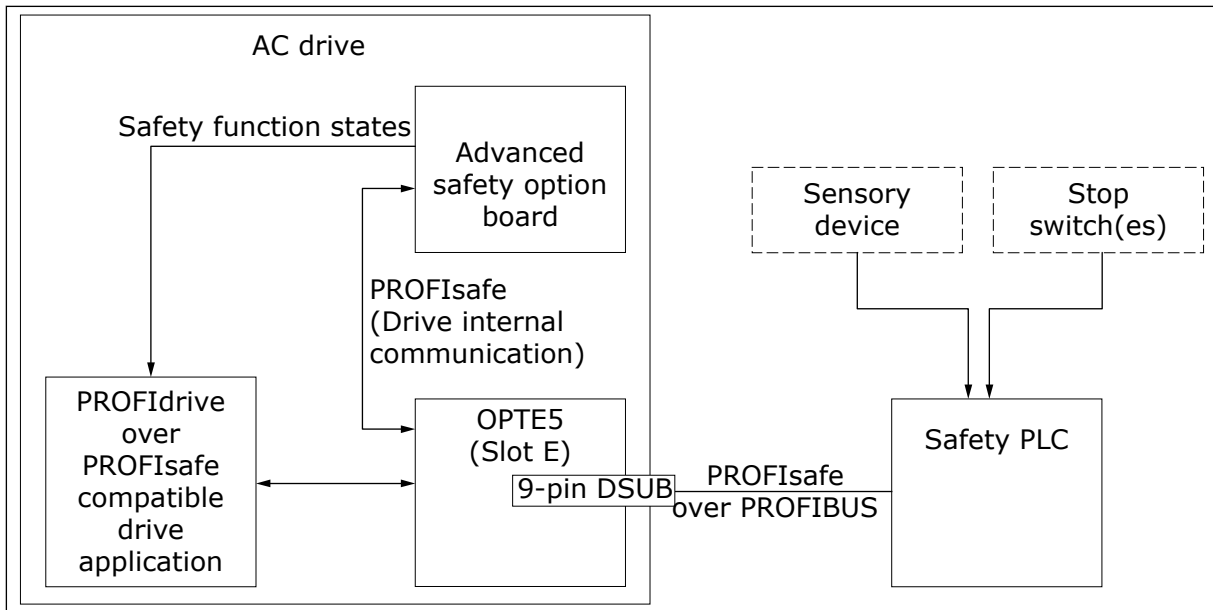 AC drive
Safety function states
Advanced
safety option
board
Sensory
device
Stop
switch(es)
PROFIsafe
(Drive internal
communication)
PROFIdrive
over
PROFIsafe
compatible
drive
application
OPTE5
(Slot E)
9-pin DSUB
PROFIsafe
over PROFIBUS
Safety PLC